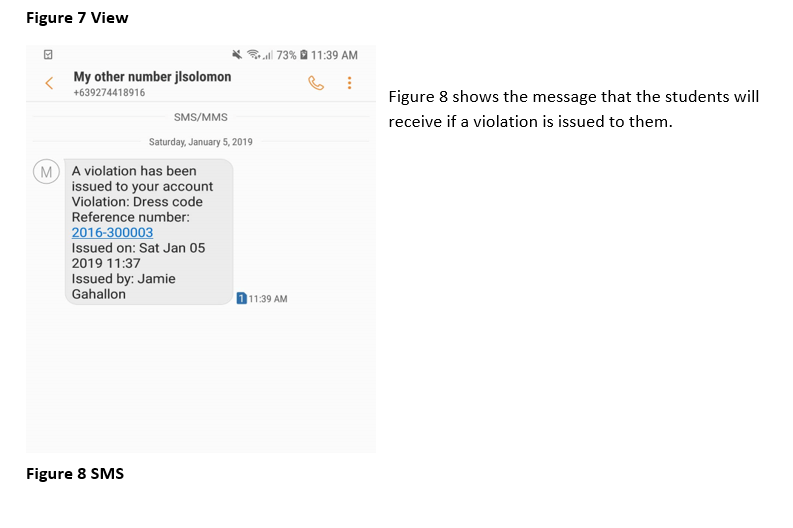 Figure 7 View
73% 11:39 AM
My other number jlsolomon
+639274418916
SMS/MMS
Saturday, January 5, 2019
M
A violation has been
issued to your account
Violation: Dress code
Reference number:
2016-300003
Issued on: Sat Jan 05
2019 11:37
Issued by: Jamie
Gahallon
1 11:39 AM
Figure 8 shows the message that the students will
receive if a violation is issued to them.
Figure 8 SMS